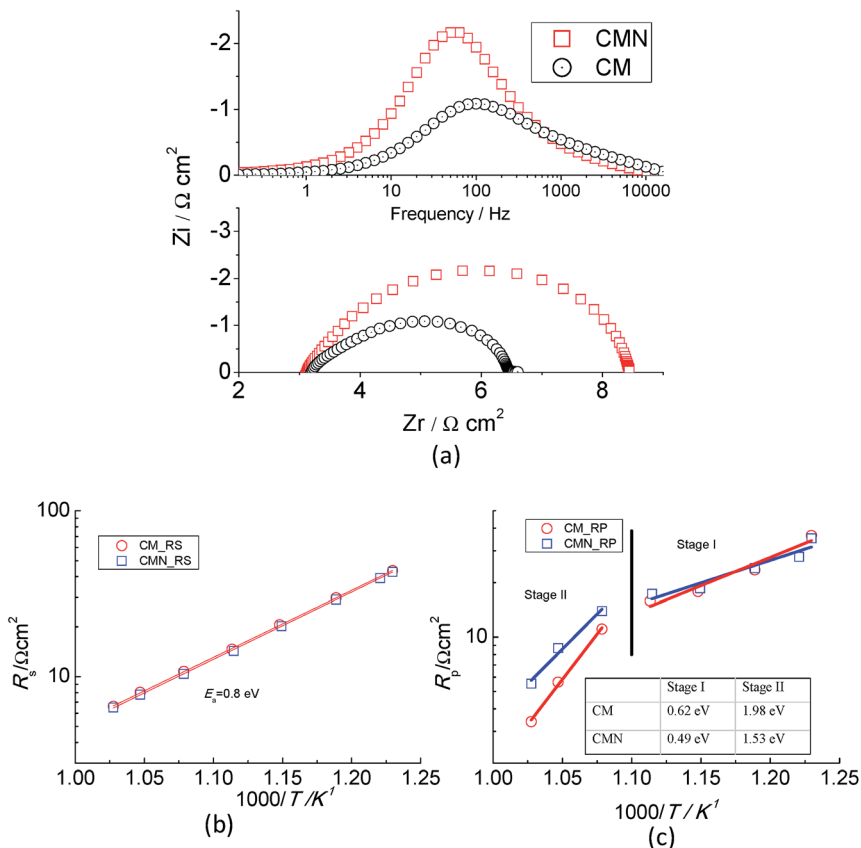 -2
-1
0
Zi / Ω cm²
CMN
CM
1 10 100 1000 10000
Frequency / Hz
-3
-2
-1
0
2 4 6 8
Zr / Ω cm²
(a)
100
10
Rₛ/Ωcm²
CM_RS
CMN_RS
Eₐ=0.8 eV
1.00 1.05 1.10 1.15 1.20 1.25
1000/T /K¹
(b)
10
Rₚ/Ωcm²
CM_RP
CMN_RP
Stage I
Stage II
Stage I Stage II
CM 0.62 eV 1.98 eV
CMN 0.49 eV 1.53 eV
1.00 1.05 1.10 1.15 1.20 1.25
1000/T /K¹
(c)